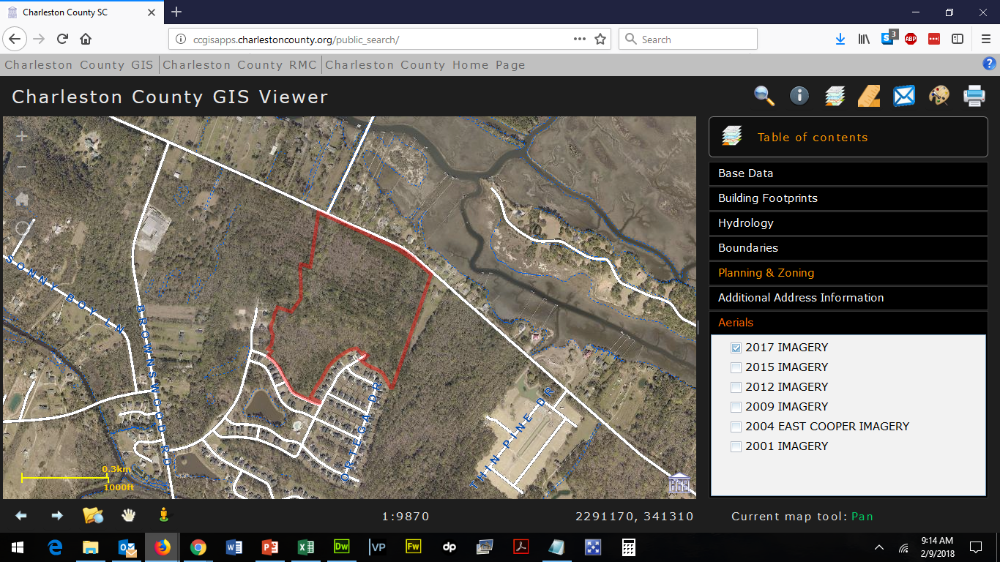 Charleston County SC
ccgisapps.charlestoncounty.org/public_search/
Search
3
ABP
Charleston County GIS
Charleston County RMC
Charleston County Home Page
?
Charleston County GIS Viewer
Table of contents
Base Data
Building Footprints
Hydrology
Boundaries
Planning & Zoning
Additional Address Information
Aerials
2017 IMAGERY
2015 IMAGERY
2012 IMAGERY
2009 IMAGERY
2004 EAST COOPER IMAGERY
2001 IMAGERY
SONNY BOY LN
BROWNSWOOD RD
ORTEGA DR
THIN PINE DR
0.3km
1000ft
1:9870
2291170, 341310
Current map tool: Pan
Dw
VP
Fw
dp
9:14 AM
2/9/2018